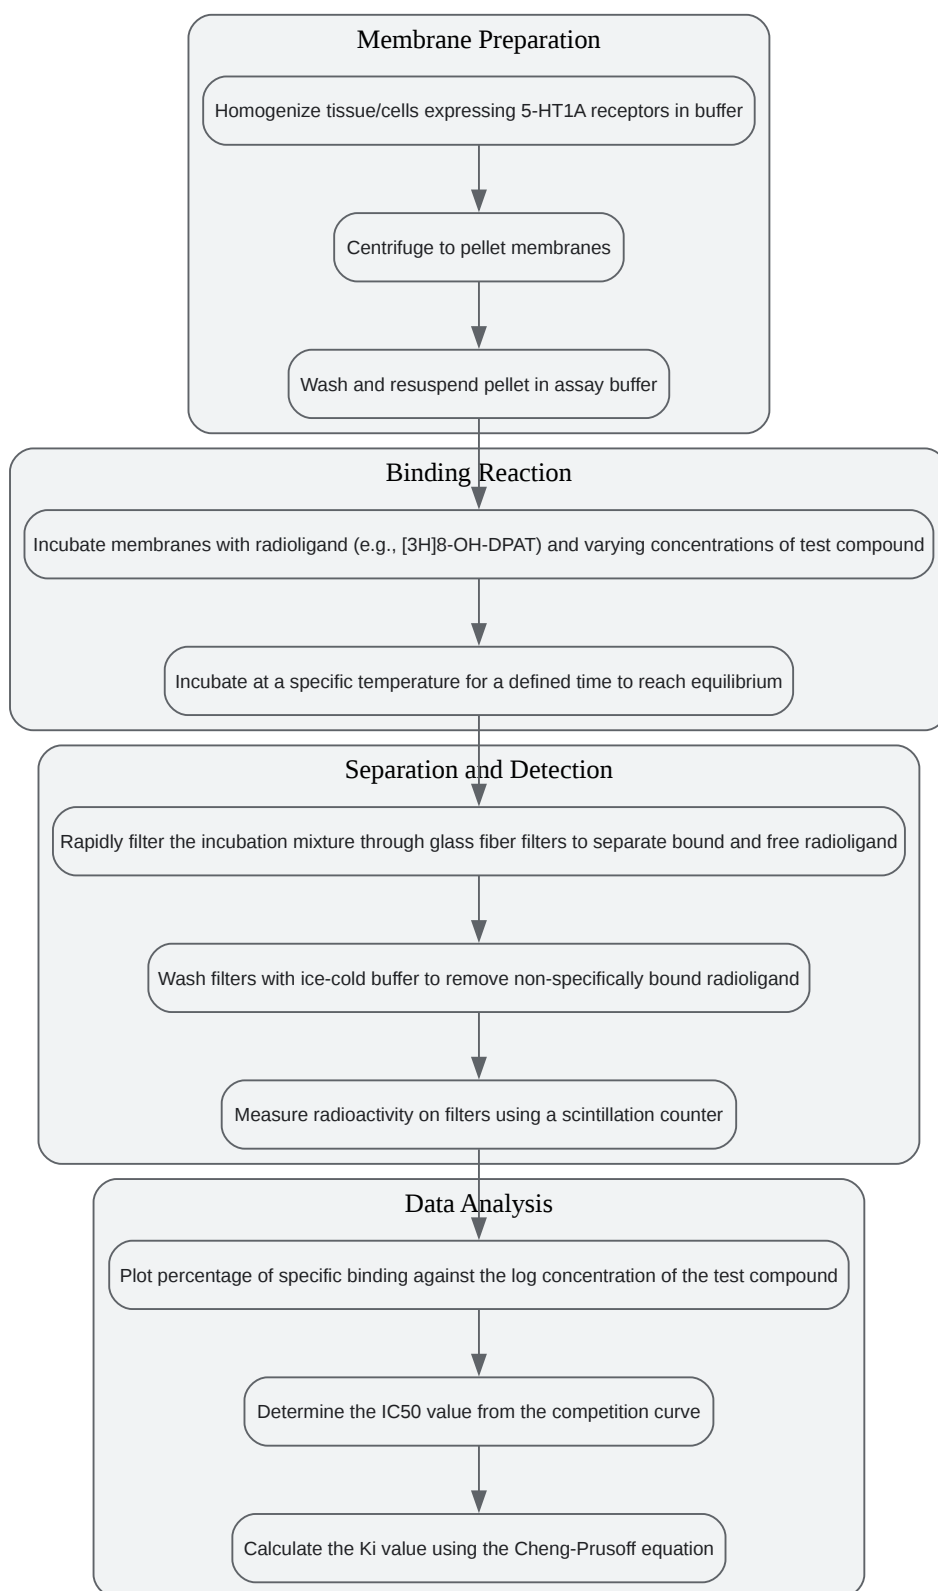 Membrane Preparation
Homogenize tissue/cells expressing 5-HT1A receptors in buffer
Centrifuge to pellet membranes
Wash and resuspend pellet in assay buffer
Binding Reaction
Incubate membranes with radioligand (e.g., [3H]8-OH-DPAT) and varying concentrations of test compound
Incubate at a specific temperature for a defined time to reach equilibrium
Separation and Detection
Rapidly filter the incubation mixture through glass fiber filters to separate bound and free radioligand
Wash filters with ice-cold buffer to remove non-specifically bound radioligand
Measure radioactivity on filters using a scintillation counter
Data Analysis
Plot percentage of specific binding against the log concentration of the test compound
Determine the IC50 value from the competition curve
Calculate the Ki value using the Cheng-Prusoff equation